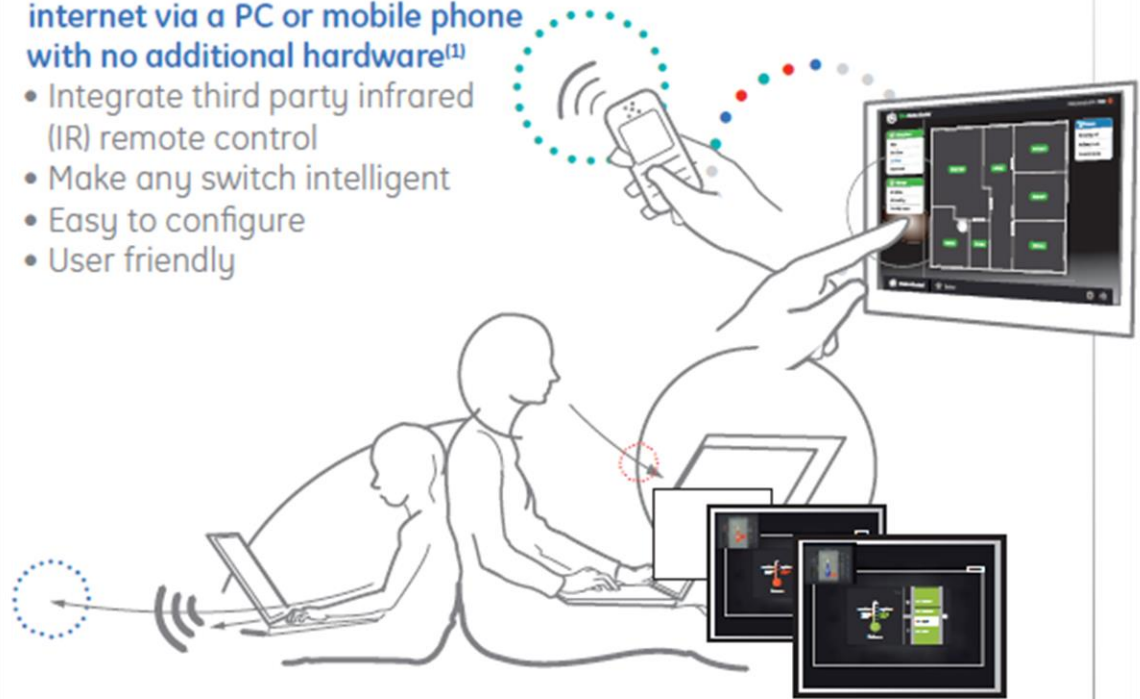 internet via a PC or mobile phone
with no additional hardware(1)
• Integrate third party infrared
(IR) remote control
• Make any switch intelligent
• Easy to configure
• User friendly